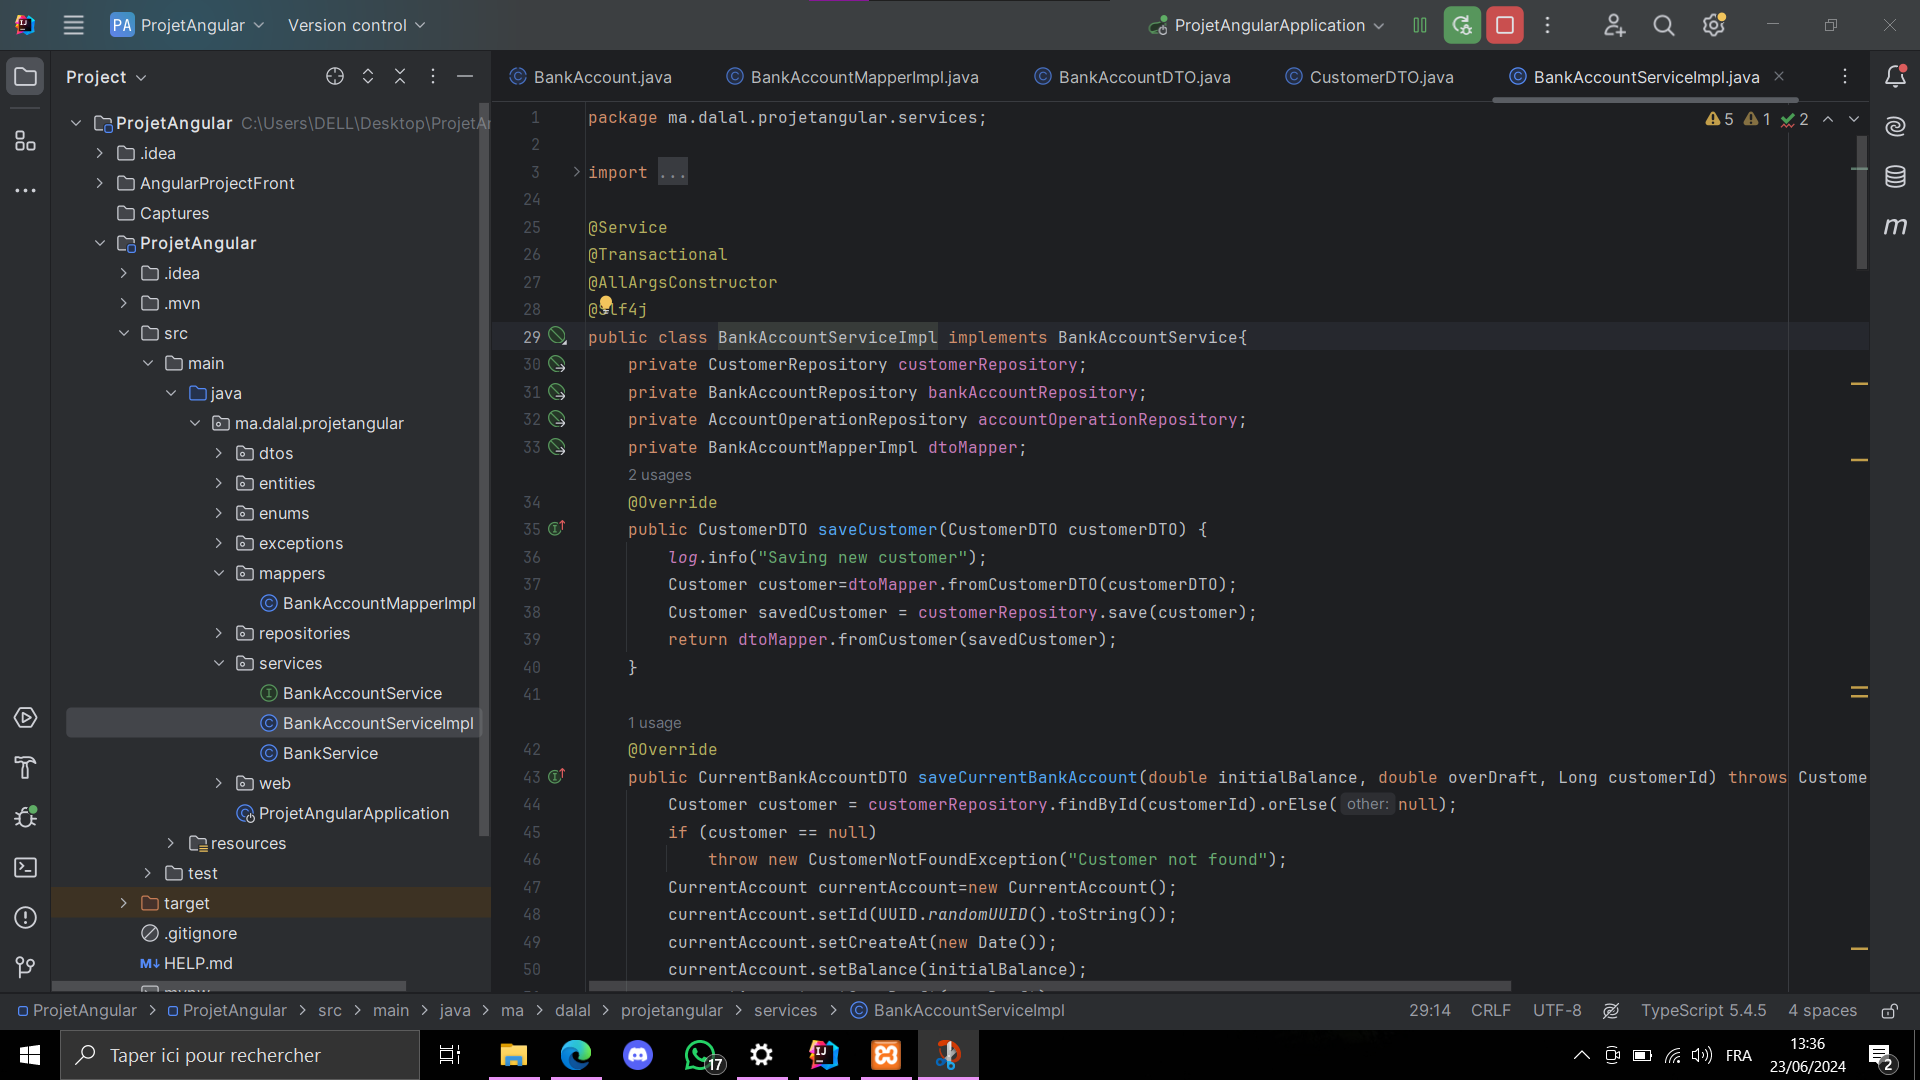 PA ProjetAngular Version control ProjetAngularApplication
Project
BankAccount.java BankAccountMapperImpl.java BankAccountDTO.java CustomerDTO.java BankAccountServiceImpl.java
ProjetAngular C:\Users\DELL\Desktop\ProjetAn
.idea
AngularProjectFront
Captures
ProjetAngular
.idea
.mvn
src
main
java
ma.dalal.projetangular
dtos
entities
enums
exceptions
mappers
BankAccountMapperImpl
repositories
services
BankAccountService
BankAccountServiceImpl
BankService
web
ProjetAngularApplication
resources
test
target
.gitignore
M↓ HELP.md
5 1 2
1 package ma.dalal.projetangular.services;
2
3 import ...
24
25 @Service
26 @Transactional
27 @AllArgsConstructor
28 @Slf4j
29 public class BankAccountServiceImpl implements BankAccountService{
30 private CustomerRepository customerRepository;
31 private BankAccountRepository bankAccountRepository;
32 private AccountOperationRepository accountOperationRepository;
33 private BankAccountMapperImpl dtoMapper;
2 usages
34 @Override
35 public CustomerDTO saveCustomer(CustomerDTO customerDTO) {
36 log.info("Saving new customer");
37 Customer customer=dtoMapper.fromCustomerDTO(customerDTO);
38 Customer savedCustomer = customerRepository.save(customer);
39 return dtoMapper.fromCustomer(savedCustomer);
40 }
41
1 usage
42 @Override
43 public CurrentBankAccountDTO saveCurrentBankAccount(double initialBalance, double overDraft, Long customerId) throws Custome
44 Customer customer = customerRepository.findById(customerId).orElse( other: null);
45 if (customer == null)
46 throw new CustomerNotFoundException("Customer not found");
47 CurrentAccount currentAccount=new CurrentAccount();
48 currentAccount.setId(UUID.randomUUID().toString());
49 currentAccount.setCreateAt(new Date());
50 currentAccount.setBalance(initialBalance);
ProjetAngular > ProjetAngular > src > main > java > ma > dalal > projetangular > services > BankAccountServiceImpl
29:14 CRLF UTF-8 TypeScript 5.4.5 4 spaces
Taper ici pour rechercher
17
FRA
13:36
23/06/2024
2